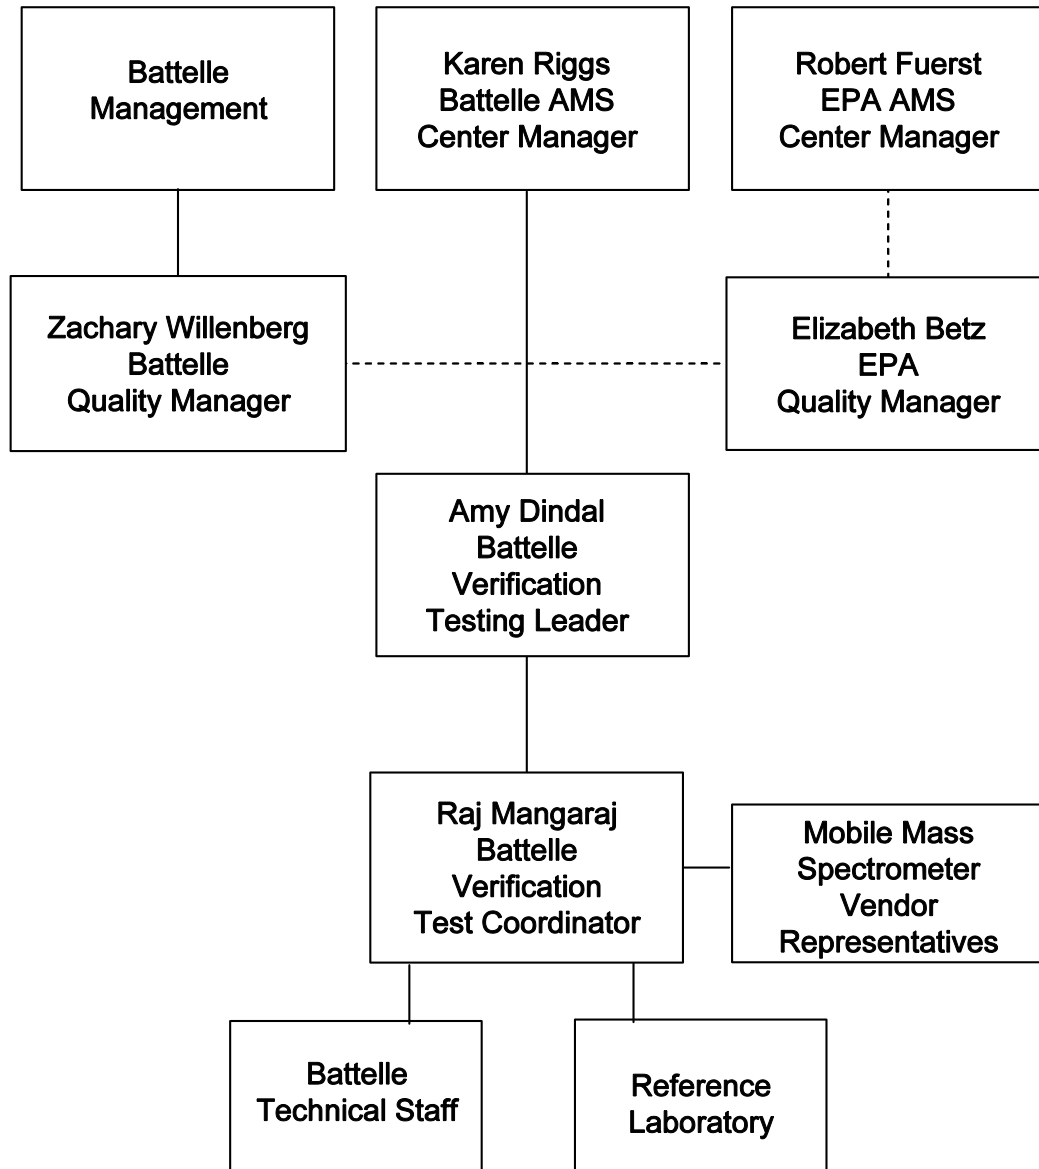 Battelle
Management
Karen Riggs
Battelle AMS
Center Manager
Robert Fuerst
EPA AMS
Center Manager
Zachary Willenberg
Battelle
Quality Manager
Elizabeth Betz
EPA
Quality Manager
Amy Dindal
Battelle
Verification
Testing Leader
Raj Mangaraj
Battelle
Verification
Test Coordinator
Mobile Mass
Spectrometer
Vendor
Representatives
Battelle
Technical Staff
Reference
Laboratory